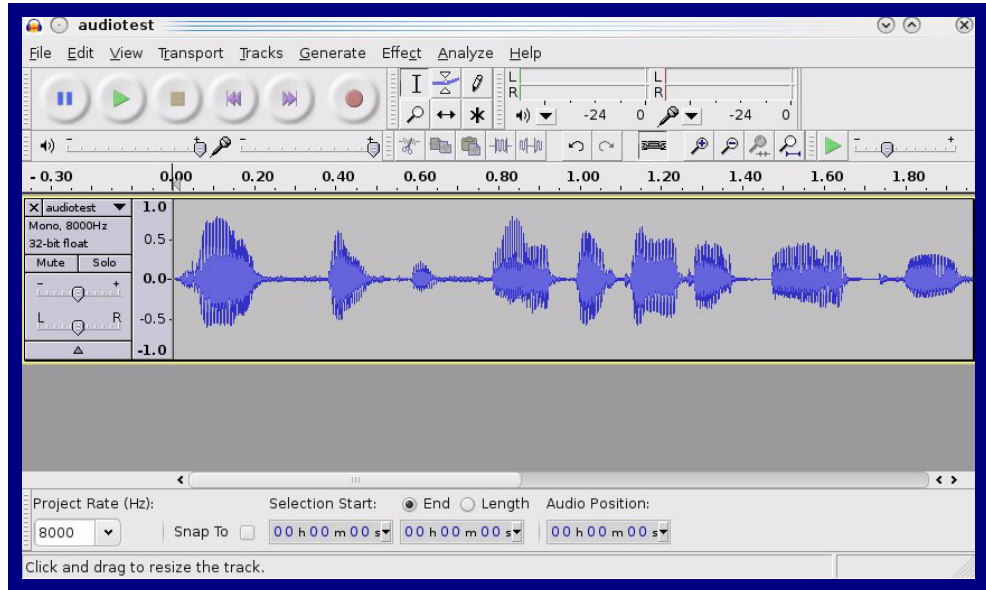 audiotest
File Edit View Transport Tracks Generate Effect Analyze Help
L
R
L
R
-24 0
-24 0
- 0.30 0.00 0.20 0.40 0.60 0.80 1.00 1.20 1.40 1.60 1.80
X audiotest
Mono, 8000Hz
32-bit float
Mute Solo
- +
L R
1.0
0.5
0.0
-0.5
-1.0
Project Rate (Hz): Selection Start: End Length Audio Position:
8000 Snap To 00 h 00 m 00 s 00 h 00 m 00 s 00 h 00 m 00 s
Click and drag to resize the track.